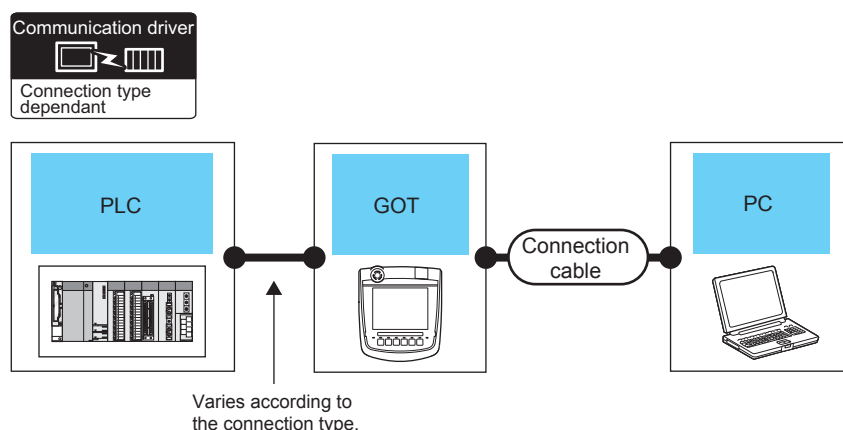 Communication driver
Connection type
dependant
PLC
GOT
Connection
cable
PC
Varies according to
the connection type.